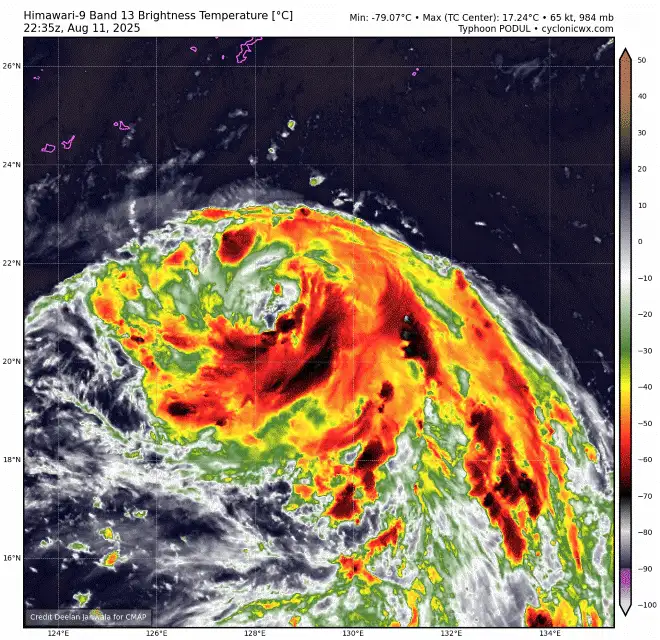 Himawari-9 Band 13 Brightness Temperature [°C]
22:35z, Aug 11, 2025
Min: -79.07°C • Max (TC Center): 17.24°C • 65 kt, 984 mb
Typhoon PODUL • cyclonicwx.com
26°N
24°N
22°N
20°N
18°N
16°N
124°E
126°E
128°E
130°E
132°E
134°E
50
40
30
20
10
0
−10
−20
−30
−40
−50
−60
−70
−80
−90
−100
Credit Deelan Jariwala for CMAP